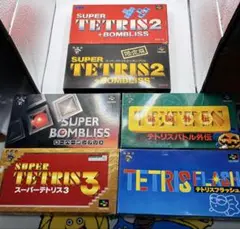 SUPER
TETRIS2
+BOMBLISS
限定版
SUPER
TETRIS2
+BOMBLISS
SUPER
BOMBLISS
TETRIS
テトリスバトル外伝
SUPER
TETRIS3
スーパーテトリス3
TETRISFLASH
テトリスフラッシュ